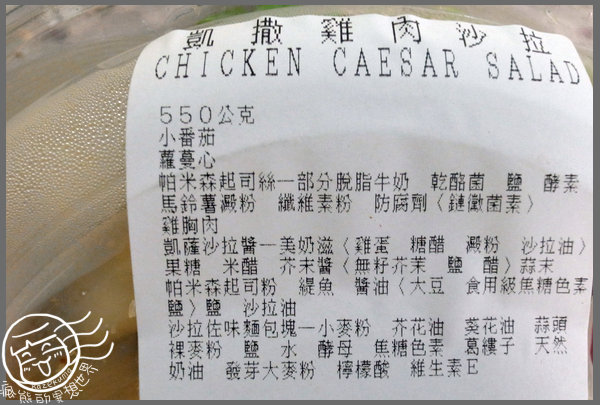 凱撒雞肉沙拉
CHICKEN CAESAR SALAD
550公克
小番茄
蘿蔓心
帕米森起司絲—部分脫脂牛奶 乾酪菌 鹽 酵素
馬鈴薯澱粉 纖維素粉 防腐劑〈鏈黴菌素〉
雞胸肉
凱薩沙拉醬—美奶滋〈雞蛋 糖醋 澱粉 沙拉油〉
果糖 米醋 芥末醬〈無籽芥茉 鹽 醋〉蒜末
帕米森起司粉 鯷魚 醬油〈大豆 食用級焦糖色素
鹽〉鹽 沙拉油
沙拉佐味麵包塊—小麥粉 芥花油 葵花油 蒜頭
裸麥粉 鹽 水 酵母 焦糖色素 葛縷子 天然
奶油 發芽大麥粉 檸檬酸 維生素E
瘋熊的異想世界